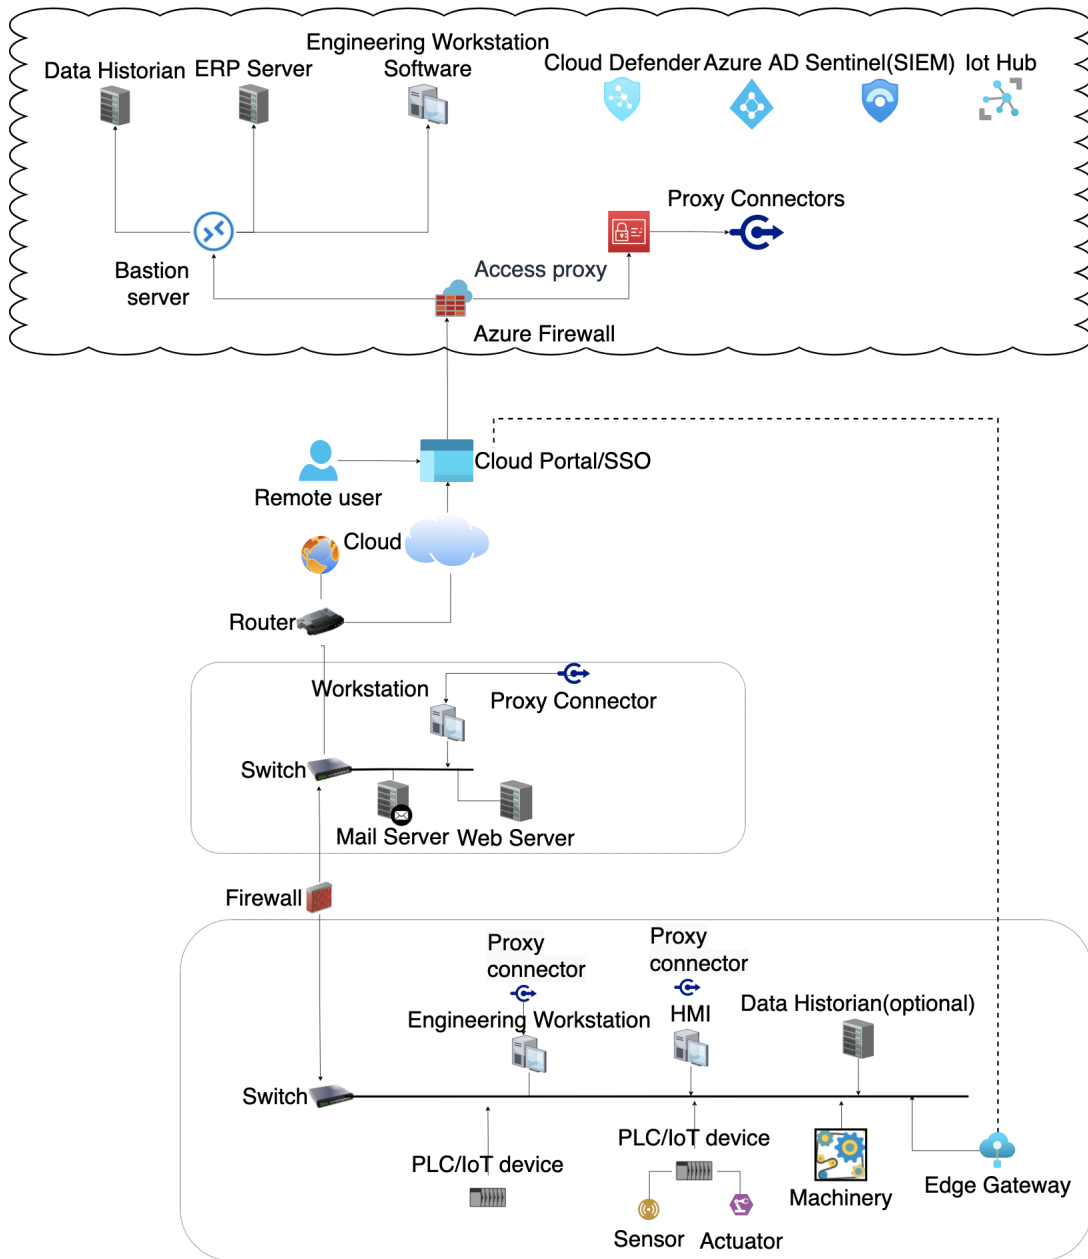 Data Historian
ERP Server
Engineering Workstation
Software
Cloud Defender
Azure AD
Sentinel(SIEM)
Iot Hub
Proxy Connectors
Bastion
server
Access proxy
Azure Firewall
Remote user
Cloud Portal/SSO
Cloud
Router
Workstation
Proxy Connector
Switch
Mail Server
Web Server
Firewall
Proxy
connector
Proxy
connector
Engineering Workstation
HMI
Data Historian(optional)
Switch
PLC/IoT device
PLC/IoT device
Machinery
Edge Gateway
Sensor
Actuator